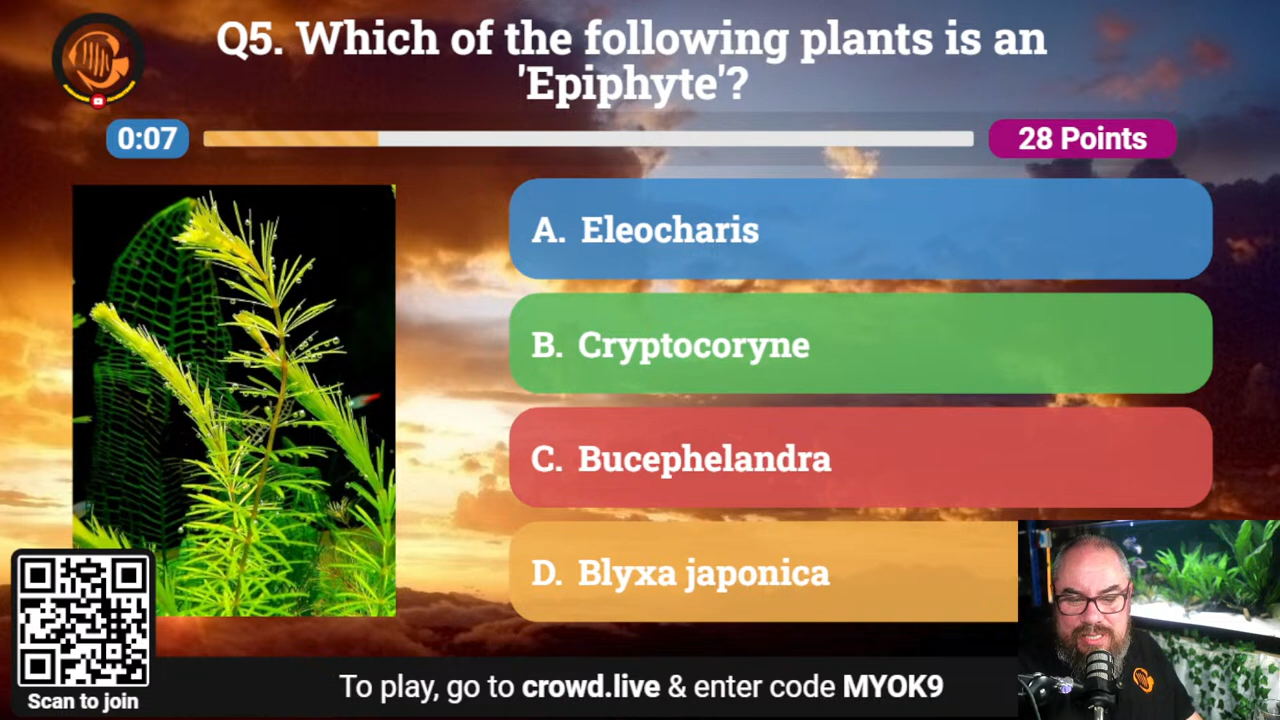 Q5. Which of the following plants is an
'Epiphyte'?
0:07
28 Points
A. Eleocharis
B. Cryptocoryne
C. Bucephelandra
D. Blyxa japonica
Scan to join
To play, go to crowd.live & enter code MYOK9